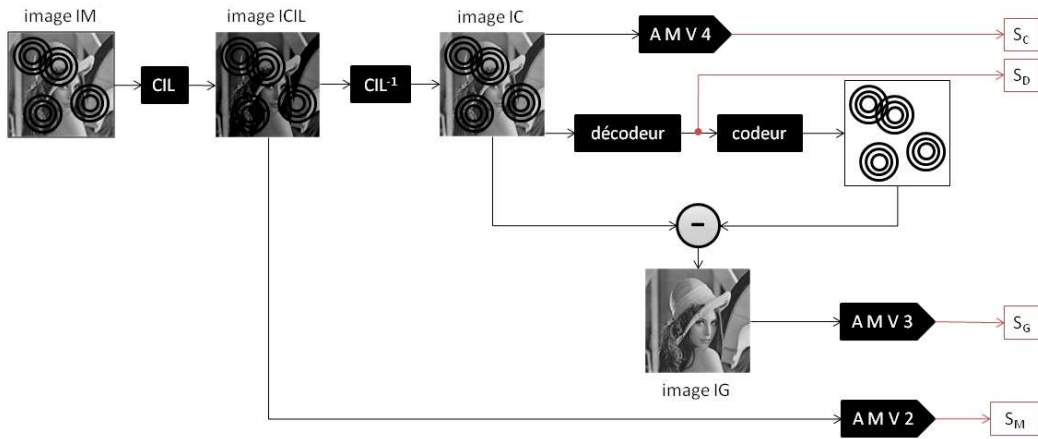 image IM
image ICIL
image IC
A M V 4
S_C
S_D
CIL
CIL⁻¹
décodeur
codeur
–
image IG
A M V 3
S_G
A M V 2
S_M